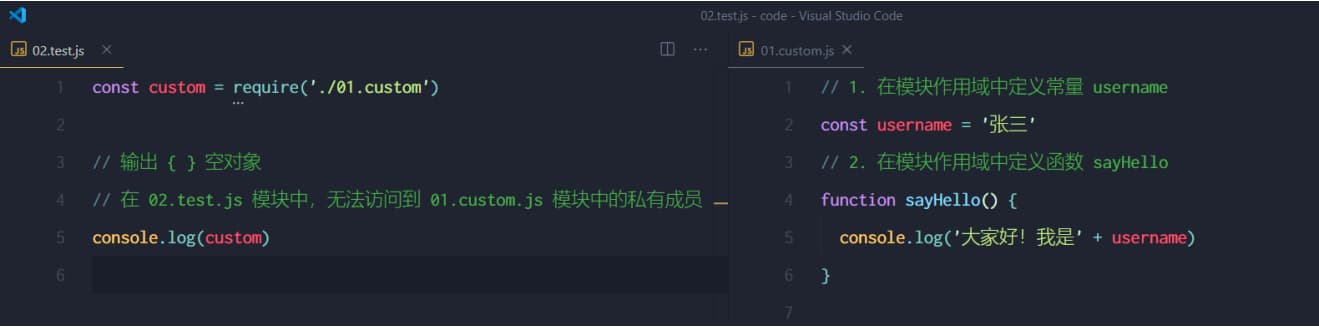 02.test.js - code - Visual Studio Code
02.test.js
1 const custom = require('./01.custom')
2
3 // 输出 { } 空对象
4 // 在 02.test.js 模块中，无法访问到 01.custom.js 模块中的私有成员
5 console.log(custom)
6
01.custom.js
1 // 1. 在模块作用域中定义常量 username
2 const username = '张三'
3 // 2. 在模块作用域中定义函数 sayHello
4 function sayHello() {
5 console.log('大家好！我是' + username)
6 }
7